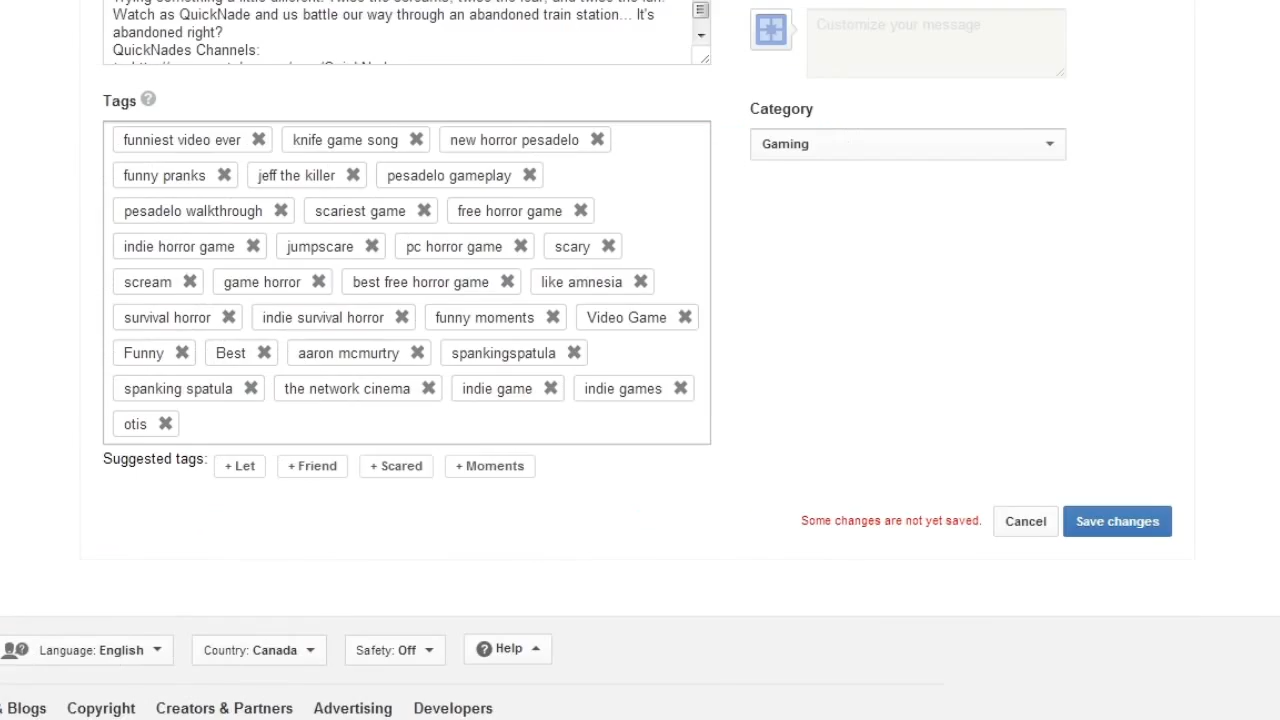 Watch as QuickNade and us battle our way through an abandoned train station... It's
abandoned right?
QuickNades Channels:
Customize your message
Tags
Category
Gaming
funniest video ever knife game song new horror pesadelo
funny pranks jeff the killer pesadelo gameplay
pesadelo walkthrough scariest game free horror game
indie horror game jumpscare pc horror game scary
scream game horror best free horror game like amnesia
survival horror indie survival horror funny moments Video Game
Funny Best aaron mcmurtry spankingspatula
spanking spatula the network cinema indie game indie games
otis
Suggested tags: + Let + Friend + Scared + Moments
Some changes are not yet saved. Cancel Save changes
Language: English Country: Canada Safety: Off Help
& Blogs Copyright Creators & Partners Advertising Developers